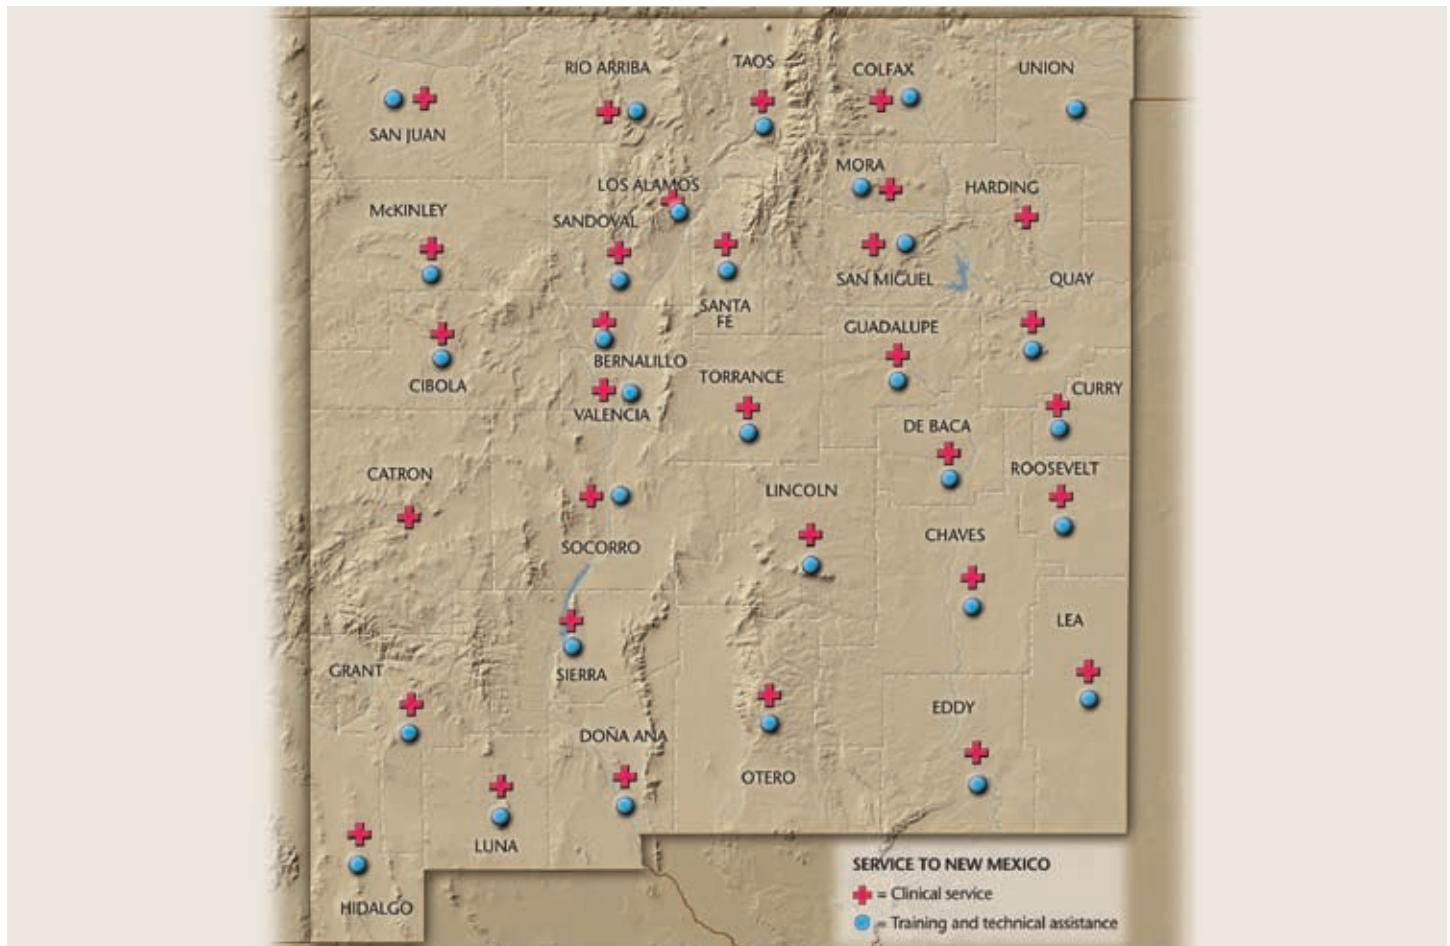 RIO ARRIBA
TAOS
COLFAX
UNION
SAN JUAN
MORA
HARDING
LOS ALAMOS
McKINLEY
SANDOVAL
SAN MIGUEL
QUAY
SANTA
FE
GUADALUPE
BERNALILLO
CIBOLA
TORRANCE
CURRY
VALENCIA
DE BACA
CATRON
ROOSEVELT
LINCOLN
CHAVES
SOCORRO
LEA
GRANT
SIERRA
EDDY
DOÑA ANA
OTERO
LUNA
HIDALGO
SERVICE TO NEW MEXICO
= Clinical service
= Training and technical assistance